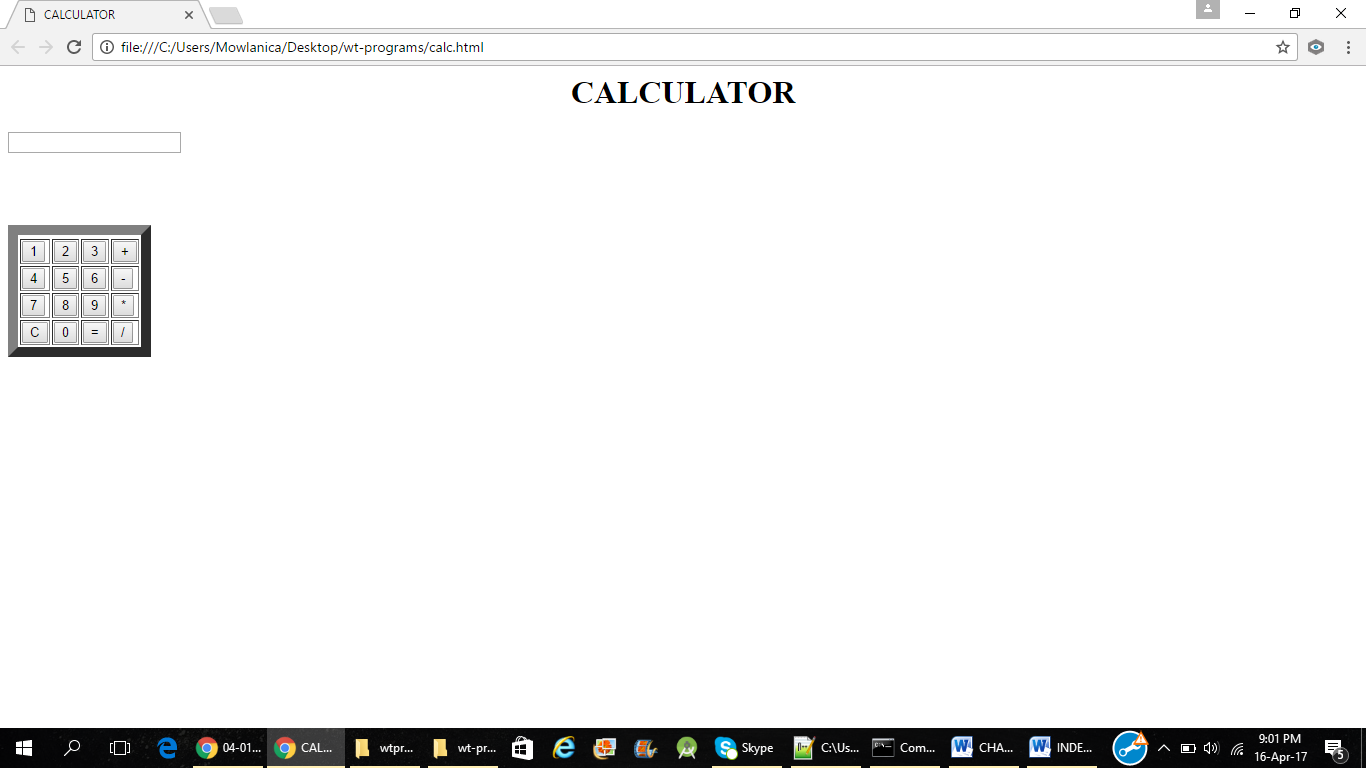 CALCULATOR
file:///C:/Users/Mowlanica/Desktop/wt-programs/calc.html
CALCULATOR
1 2 3 +
4 5 6 -
7 8 9 *
C 0 = /
04-01... CAL... wtpr... wt-pr... Skype C:\Us... Com... CHA... INDE... 9:01 PM
16-Apr-17 5